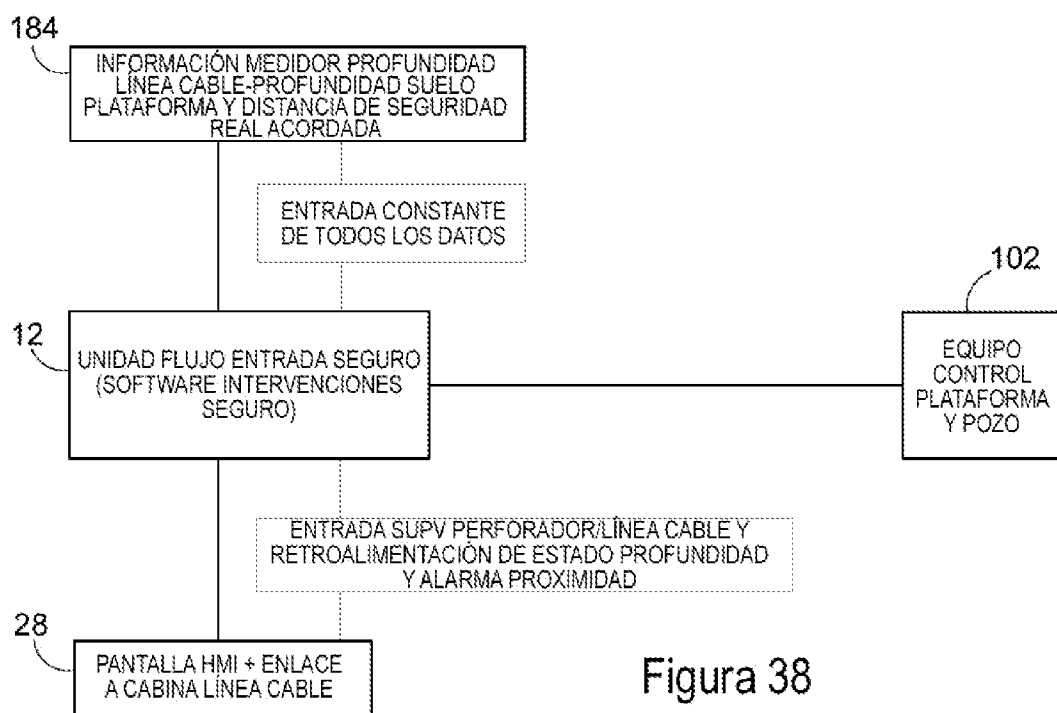 184
INFORMACIÓN MEDIDOR PROFUNDIDAD
LÍNEA CABLE-PROFUNDIDAD SUELO
PLATAFORMA Y DISTANCIA DE SEGURIDAD
REAL ACORDADA
ENTRADA CONSTANTE
DE TODOS LOS DATOS
12
UNIDAD FLUJO ENTRADA SEGURO
(SOFTWARE INTERVENCIONES
SEGURO)
102
EQUIPO
CONTROL
PLATAFORMA
Y POZO
ENTRADA SUPV PERFORADOR/LÍNEA CABLE Y
RETROALIMENTACIÓN DE ESTADO PROFUNDIDAD
Y ALARMA PROXIMIDAD
28
PANTALLA HMI + ENLACE
A CABINA LÍNEA CABLE
Figura 38